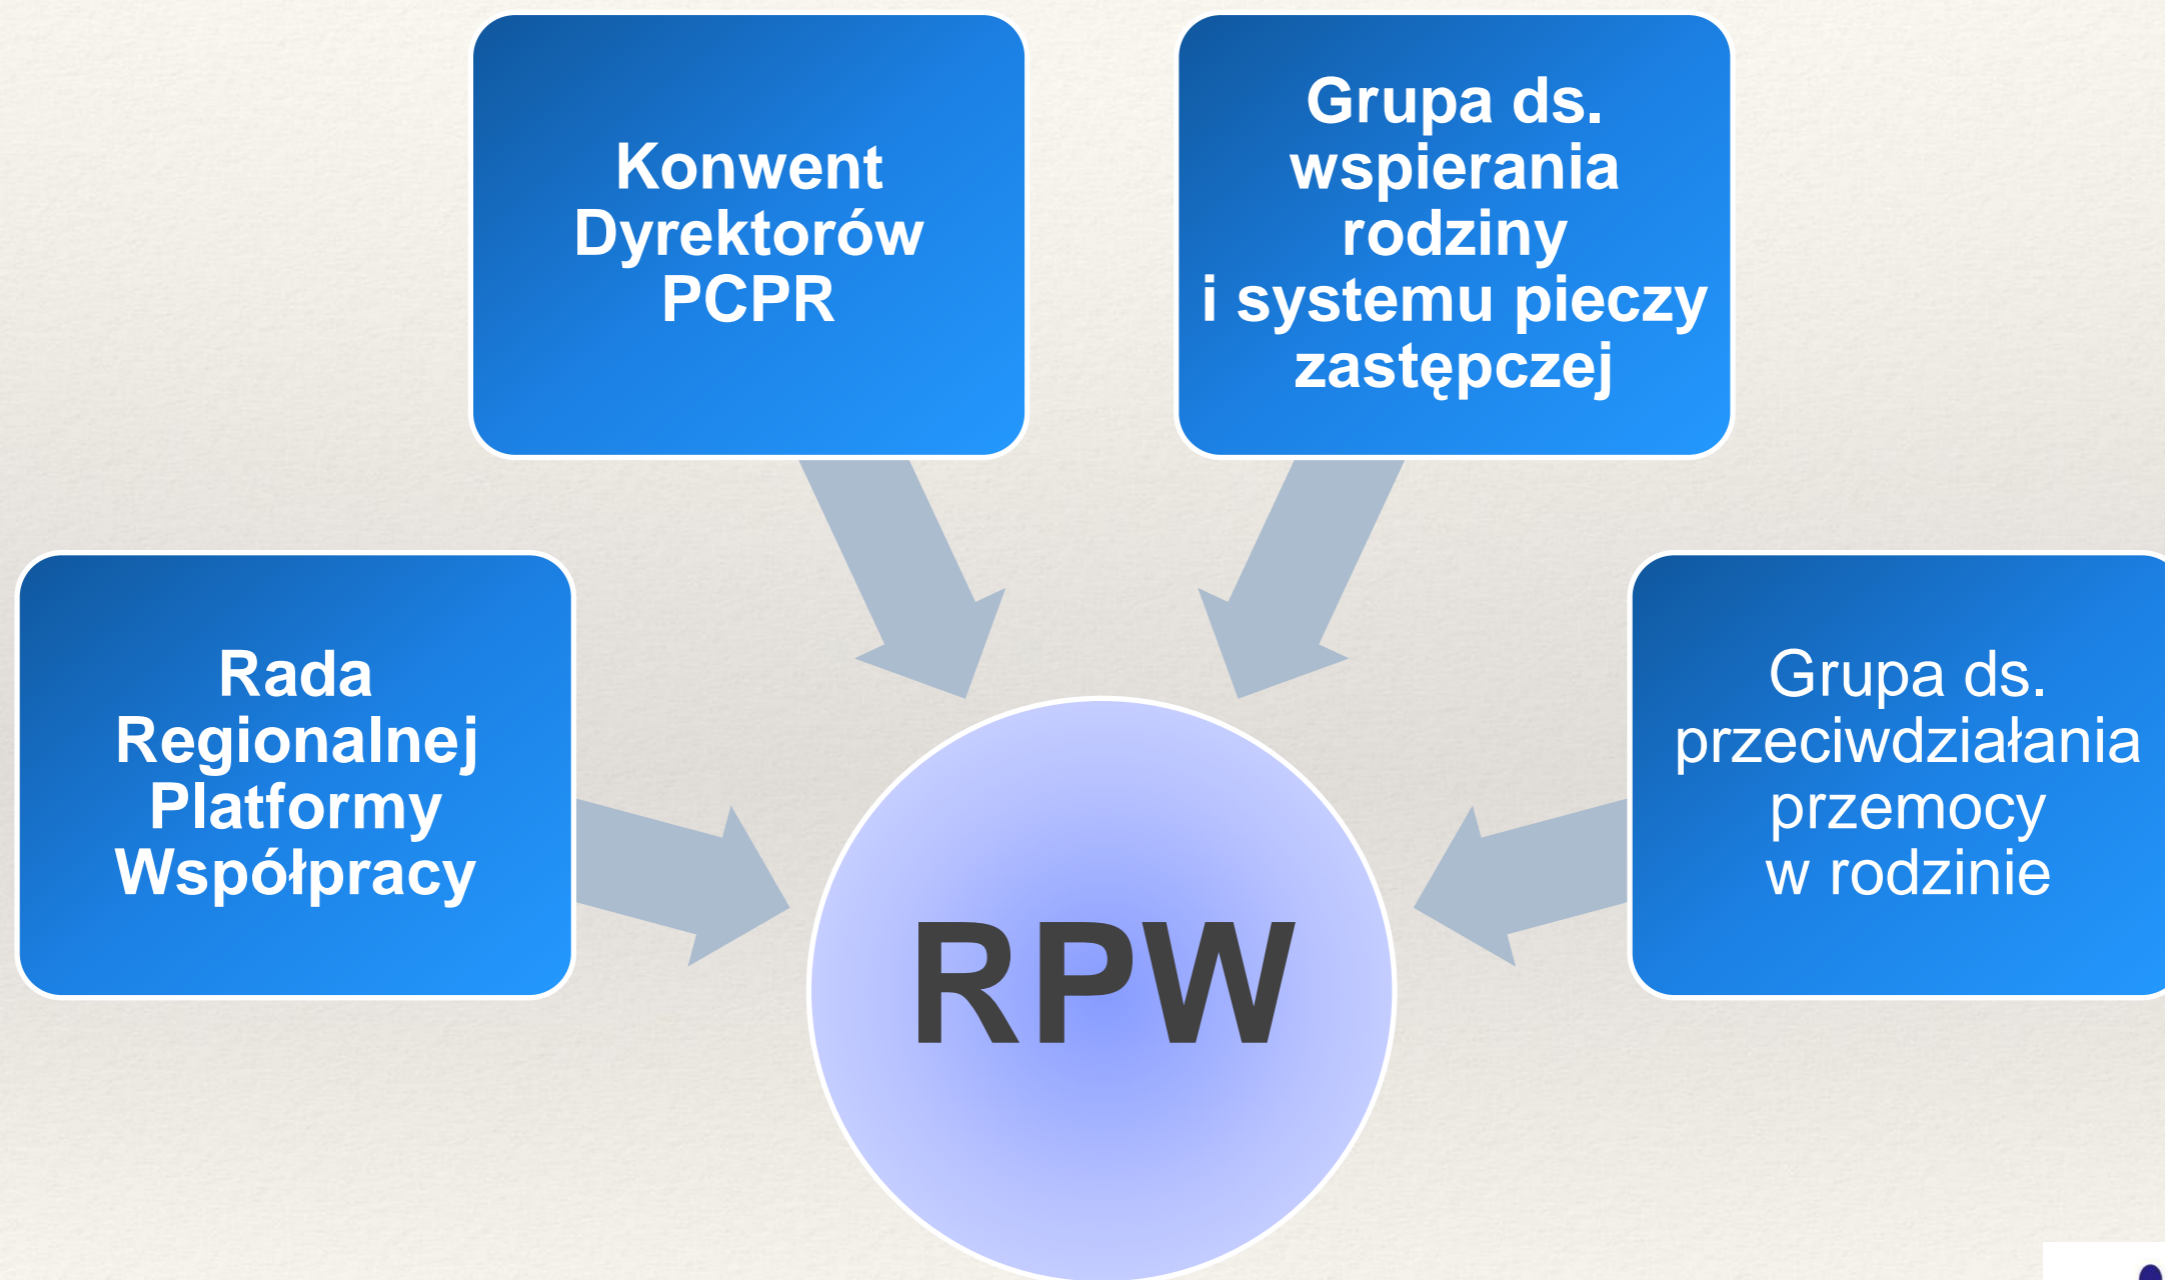 Konwent
Dyrektorów
PCPR
Grupa ds.
wspierania
rodziny
i systemu pieczy
zastępczej
Rada
Regionalnej
Platformy
Współpracy
Grupa ds.
przeciwdziałania
przemocy
w rodzinie
RPW